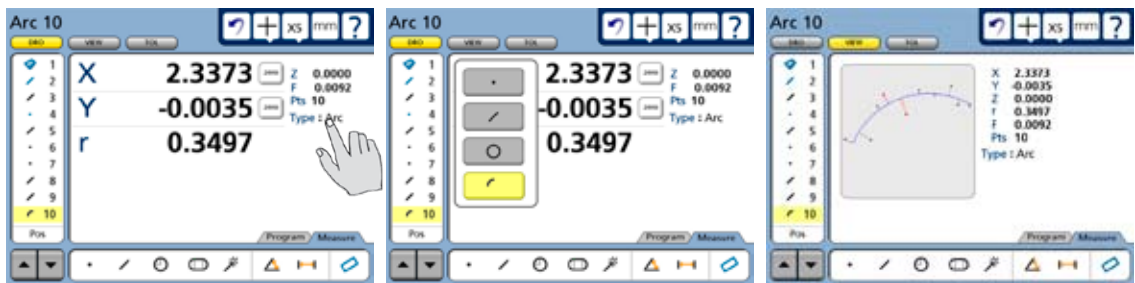 Arc 10
xs mm ?
DRO VIEW TOL
1
2
3
4
5
6
7
8
9
10
Pos
X 2.3373 zero
Y -0.0035 zero
r 0.3497
Z 0.0000
F 0.0092
Pts 10
Type : Arc
Program Measure
Arc 10
xs mm ?
DRO VIEW TOL
1
2
3
4
5
6
7
8
9
10
Pos
2.3373 zero
-0.0035 zero
0.3497
Z 0.0000
F 0.0092
Pts 10
Type : Arc
Program Measure
Arc 10
xs mm ?
DRO VIEW TOL
1
2
3
4
5
6
7
8
9
10
Pos
X 2.3373
Y -0.0035
Z 0.0000
r 0.3497
F 0.0092
Pts 10
Type : Arc
Program Measure